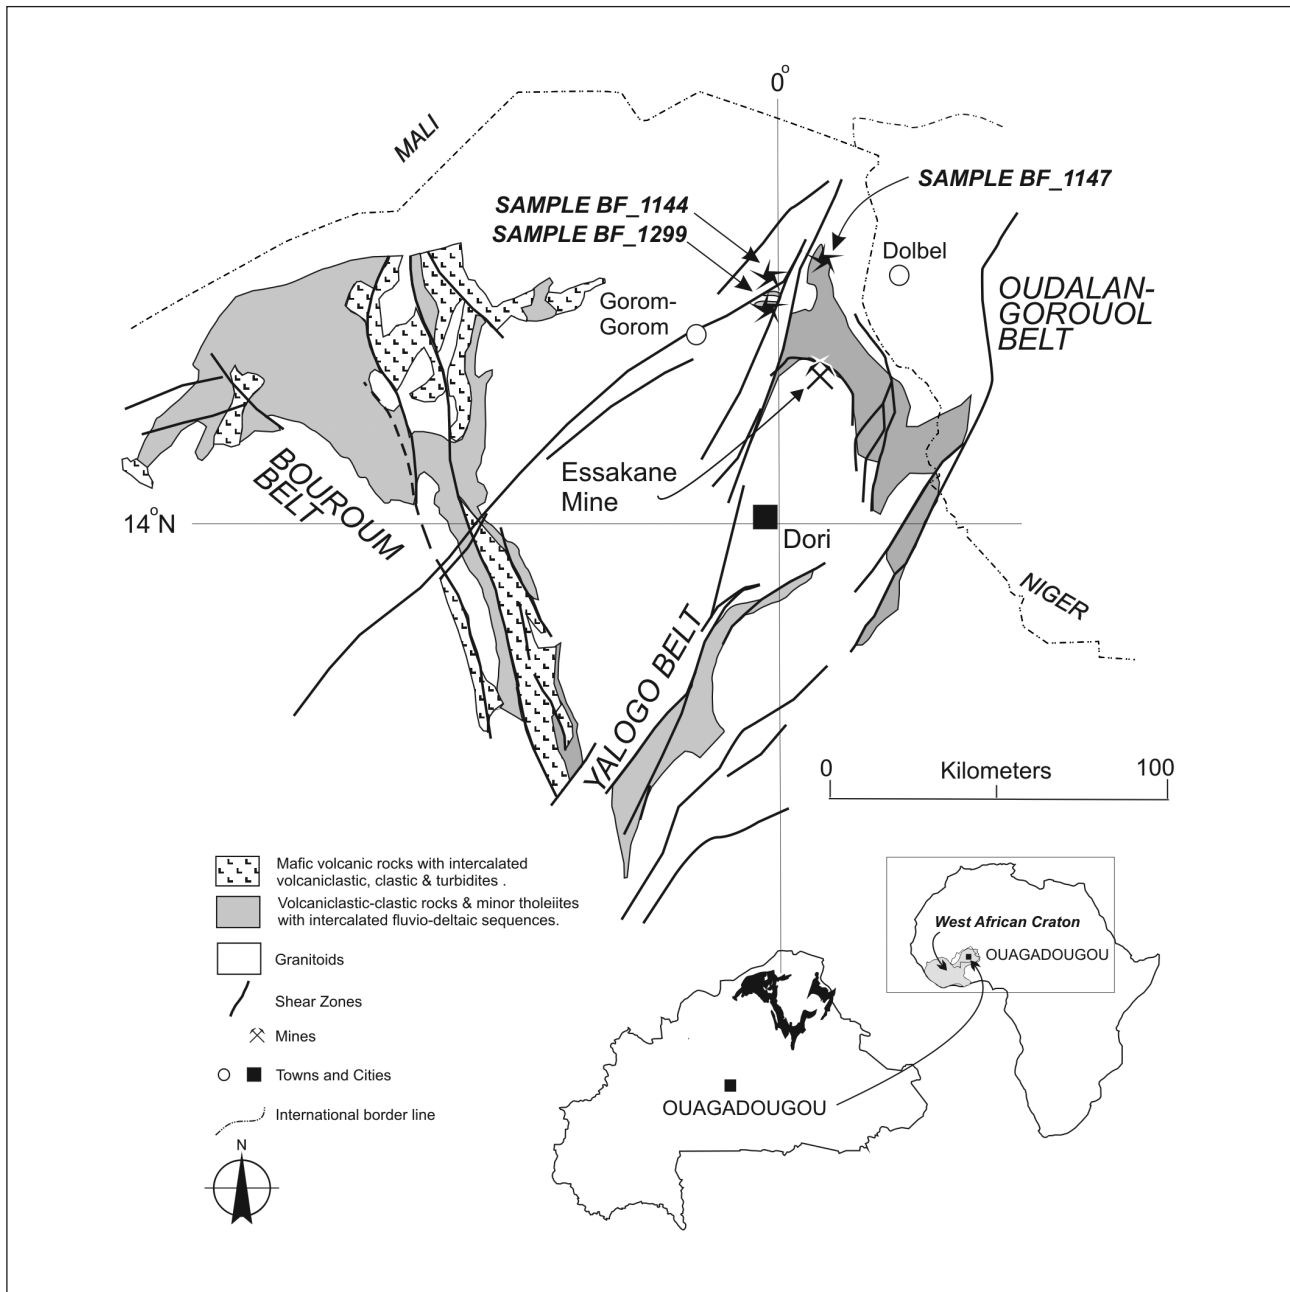 0°
MALI
SAMPLE BF_1147
SAMPLE BF_1144
SAMPLE BF_1299
Dolbel
Gorom-
Gorom
OUDALAN-
GOROUOL
BELT
Essakane
Mine
BOUROUM
BELT
14°N
Dori
NIGER
YALOGO BELT
0
Kilometers
100
Mafic volcanic rocks with intercalated
volcaniclastic, clastic & turbidites .
Volcaniclastic-clastic rocks & minor tholeiites
with intercalated fluvio-deltaic sequences.
Granitoids
Shear Zones
Mines
Towns and Cities
International border line
N
West African Craton
OUAGADOUGOU
OUAGADOUGOU